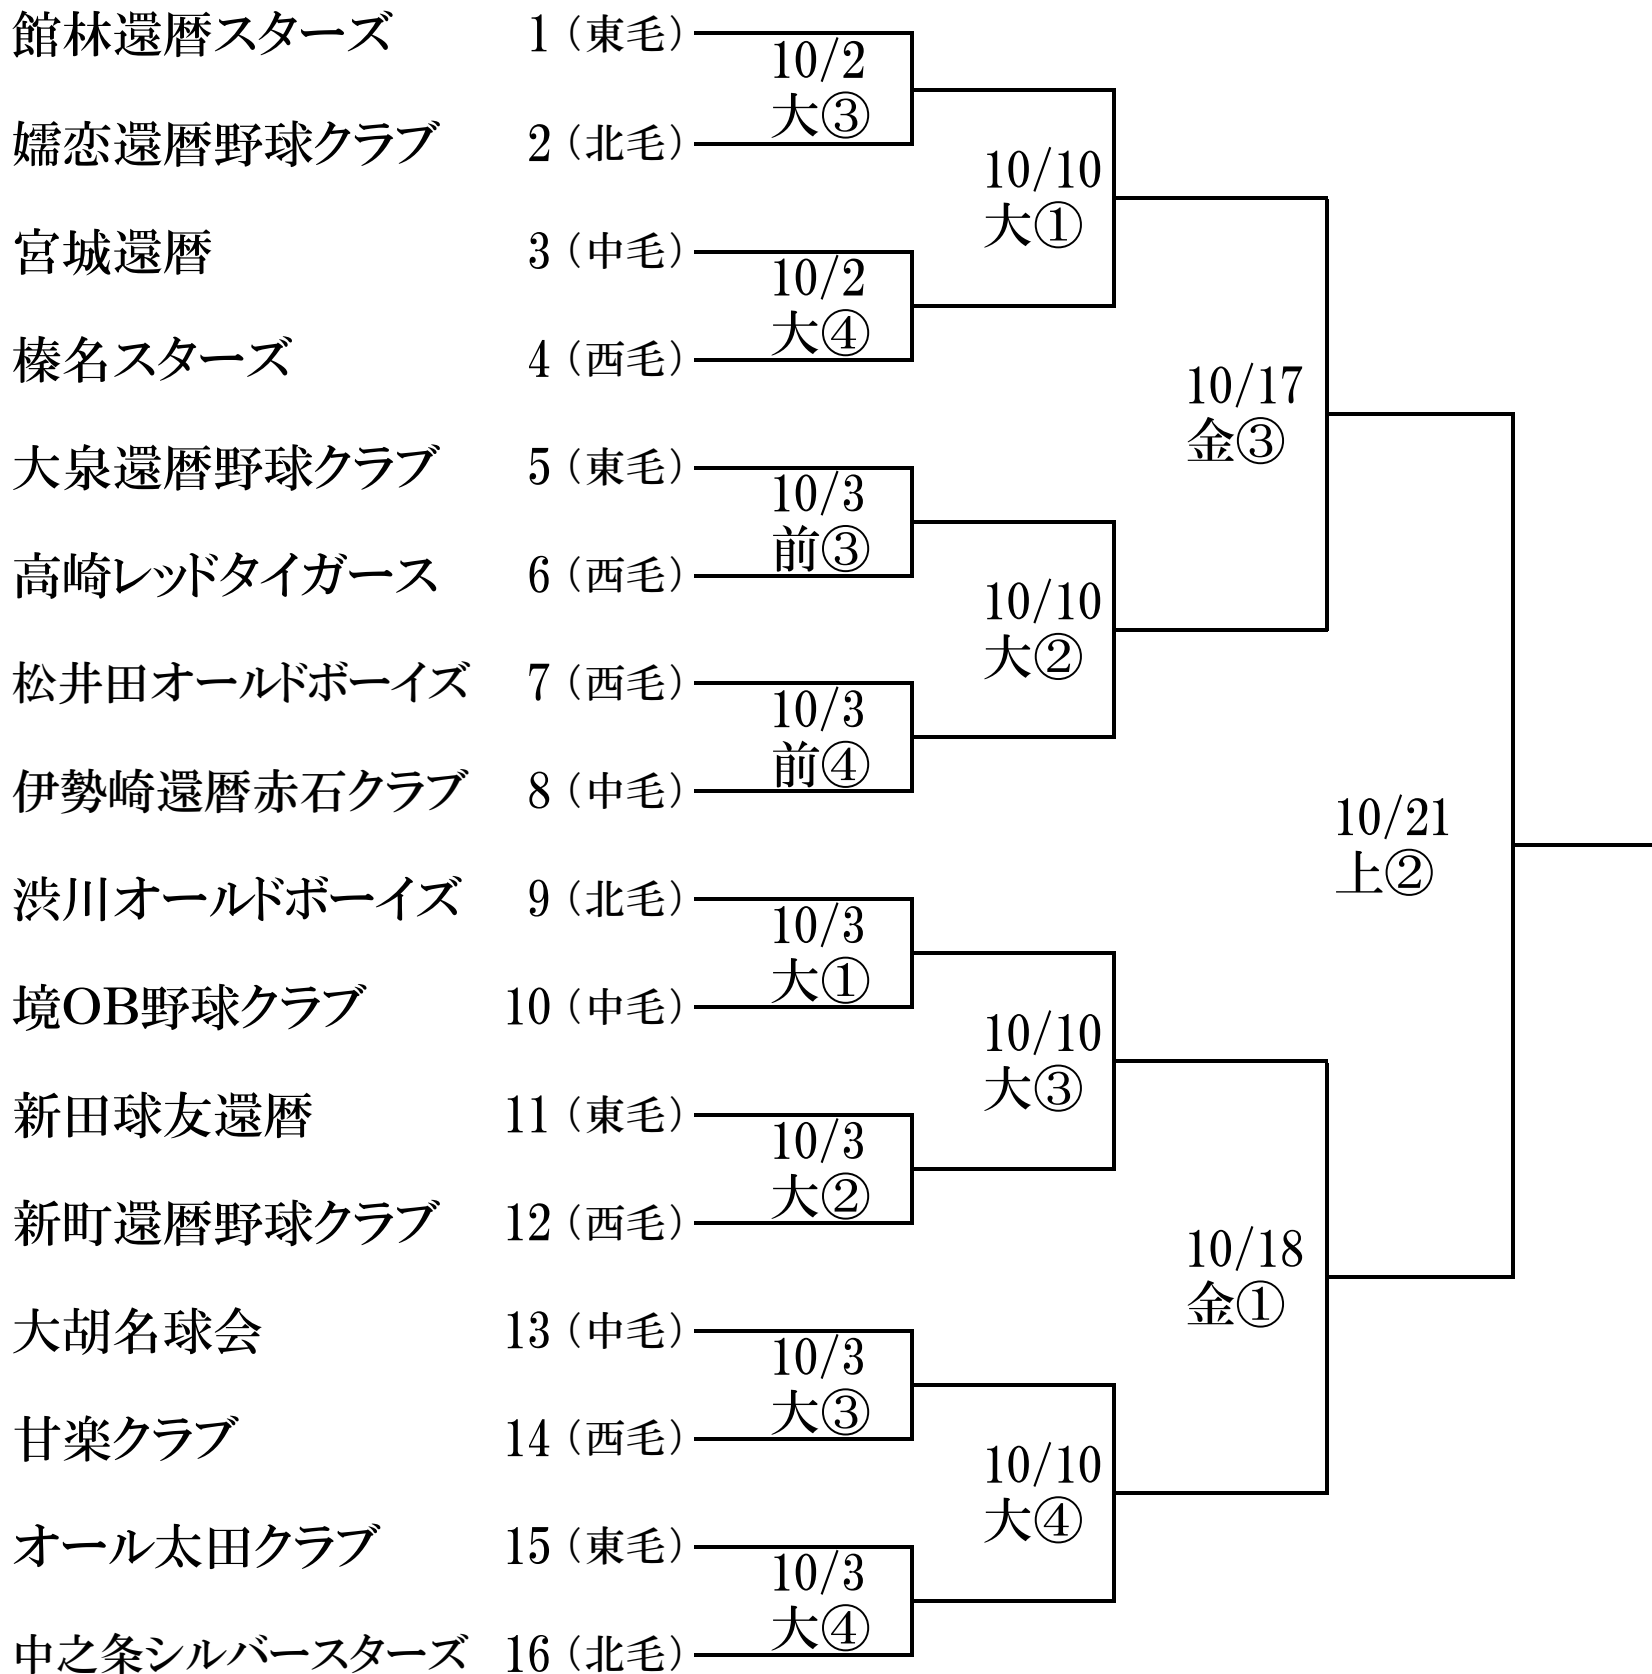 館林還暦スターズ 1（東毛）
10/2
大③
嬬恋還暦野球クラブ 2（北毛）
10/10
大①
宮城還暦 3（中毛）
10/2
大④
榛名スターズ 4（西毛）
10/17
金③
大泉還暦野球クラブ 5（東毛）
10/3
前③
高崎レッドタイガース 6（西毛）
10/10
大②
松井田オールドボーイズ 7（西毛）
10/3
前④
伊勢崎還暦赤石クラブ 8（中毛）
10/21
上②
渋川オールドボーイズ 9（北毛）
10/3
大①
境OB野球クラブ 10（中毛）
10/10
大③
新田球友還暦 11（東毛）
10/3
大②
新町還暦野球クラブ 12（西毛）
10/18
金①
大胡名球会 13（中毛）
10/3
大③
甘楽クラブ 14（西毛）
10/10
大④
オール太田クラブ 15（東毛）
10/3
大④
中之条シルバースターズ 16（北毛）